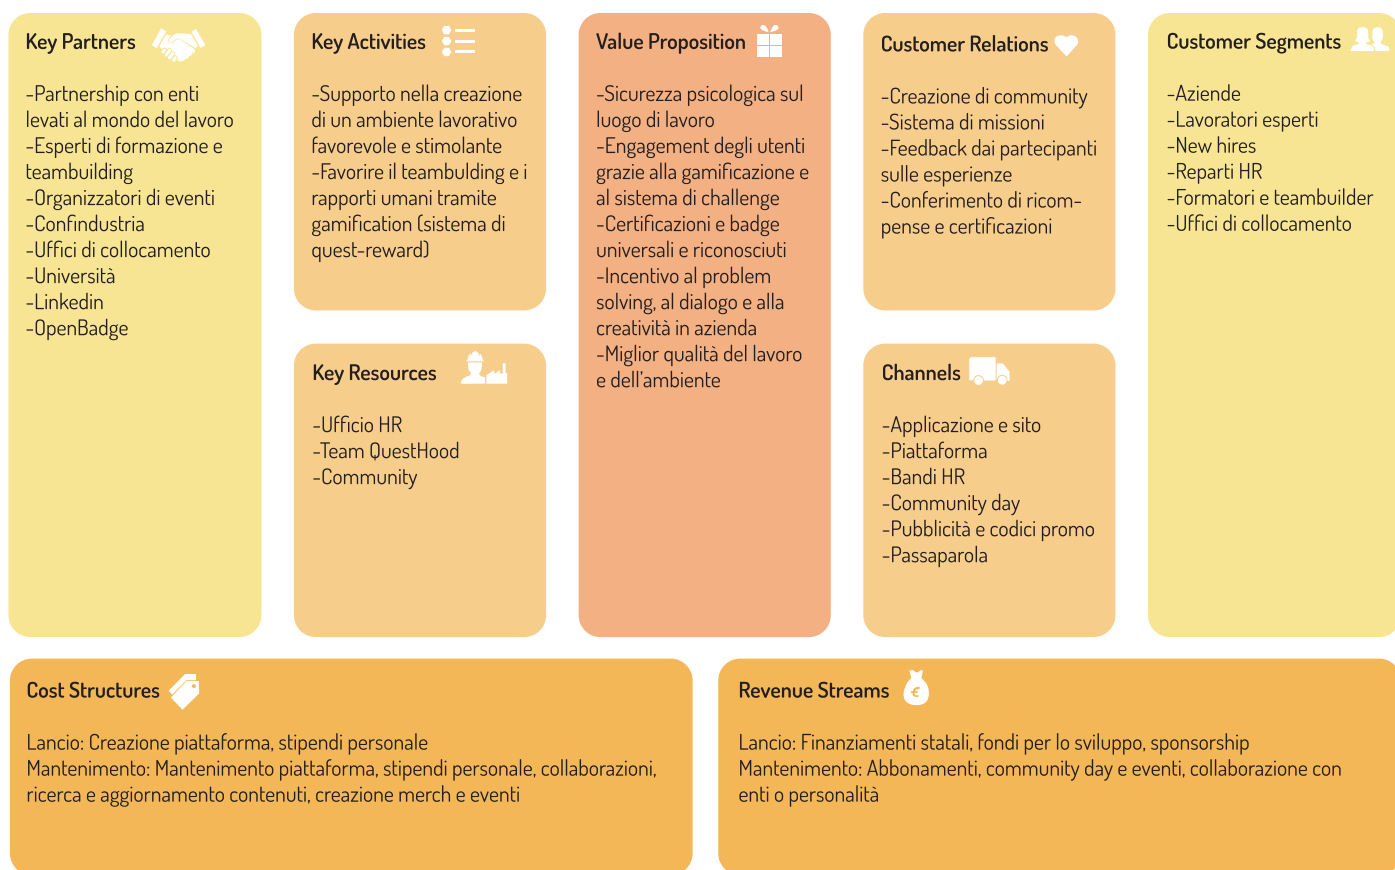 Key Partners
-Partnership con enti
levati al mondo del lavoro
-Esperti di formazione e
teambuilding
-Organizzatori di eventi
-Confindustria
-Uffici di collocamento
-Università
-Linkedin
-OpenBadge
Key Activities
-Supporto nella creazione
di un ambiente lavorativo
favorevole e stimolante
-Favorire il teambulding e i
rapporti umani tramite
gamification (sistema di
quest-reward)
Key Resources
-Ufficio HR
-Team QuestHood
-Community
Value Proposition
-Sicurezza psicologica sul
luogo di lavoro
-Engagement degli utenti
grazie alla gamificazione e
al sistema di challenge
-Certificazioni e badge
universali e riconosciuti
-Incentivo al problem
solving, al dialogo e alla
creatività in azienda
-Miglior qualità del lavoro
e dell'ambiente
Customer Relations
-Creazione di community
-Sistema di missioni
-Feedback dai partecipanti
sulle esperienze
-Conferimento di ricom-
pense e certificazioni
Channels
-Applicazione e sito
-Piattaforma
-Bandi HR
-Community day
-Pubblicità e codici promo
-Passaparola
Customer Segments
-Aziende
-Lavoratori esperti
-New hires
-Reparti HR
-Formatori e teambuilder
-Uffici di collocamento
Cost Structures
Lancio: Creazione piattaforma, stipendi personale
Mantenimento: Mantenimento piattaforma, stipendi personale, collaborazioni,
ricerca e aggiornamento contenuti, creazione merch e eventi
Revenue Streams
€
Lancio: Finanziamenti statali, fondi per lo sviluppo, sponsorship
Mantenimento: Abbonamenti, community day e eventi, collaborazione con
enti o personalità